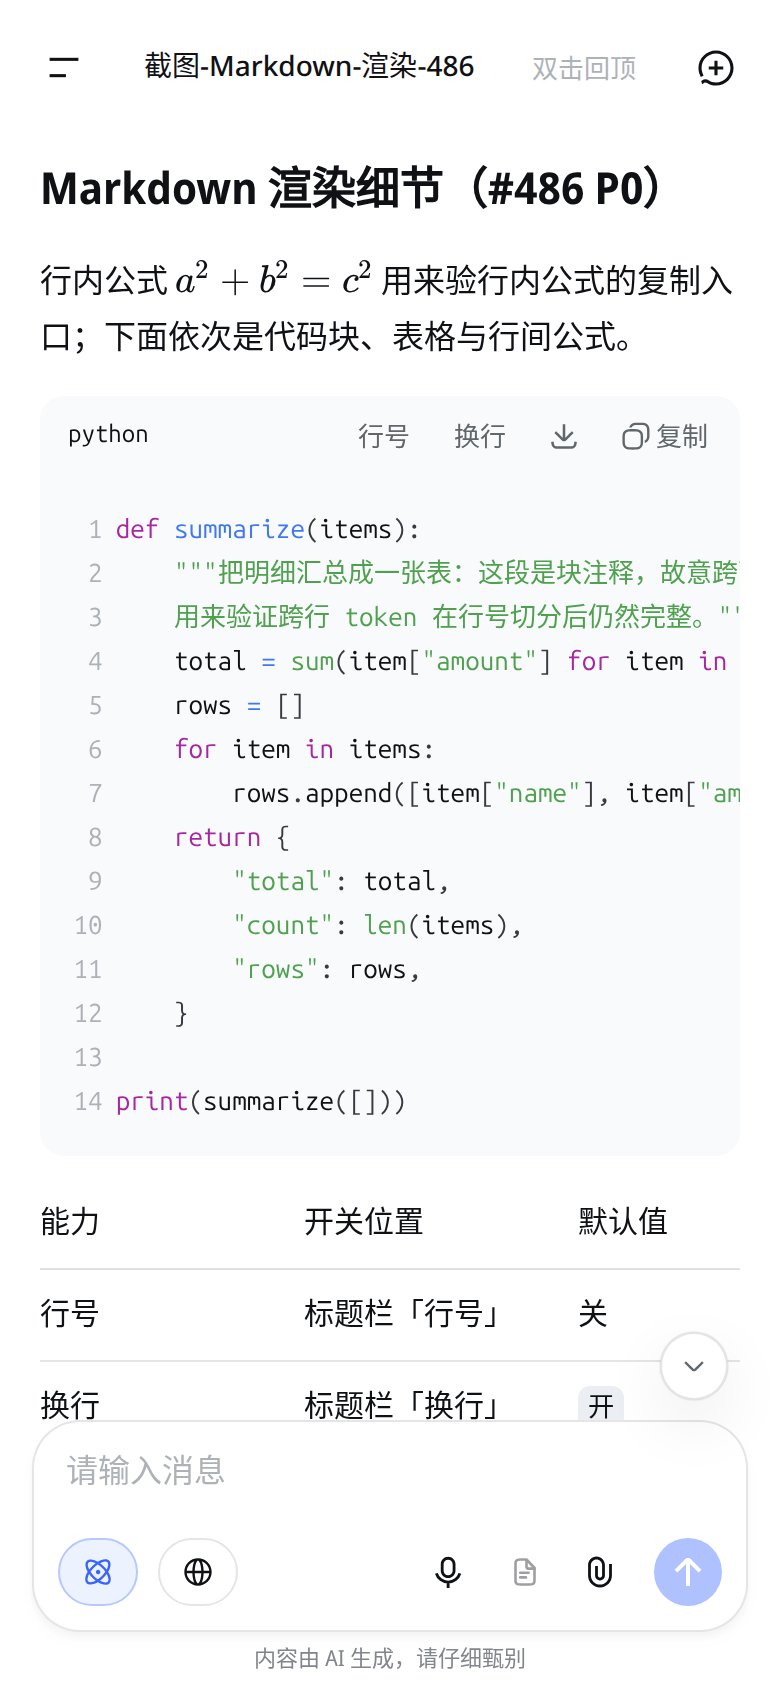 截图-Markdown-渲染-486
双击回顶
Markdown 渲染细节（#486 P0）
行内公式 a² + b² = c² 用来验行内公式的复制入
口；下面依次是代码块、表格与行间公式。
python 行号 换行 复制
1 def summarize(items):
2     """把明细汇总成一张表：这段是块注释，故意跨
3     用来验证跨行 token 在行号切分后仍然完整。""
4     total = sum(item["amount"] for item in
5     rows = []
6     for item in items:
7         rows.append([item["name"], item["am
8     return {
9         "total": total,
10         "count": len(items),
11         "rows": rows,
12     }
13
14 print(summarize([]))
能力 开关位置 默认值
行号 标题栏「行号」 关
换行 标题栏「换行」 开
请输入消息
内容由 AI 生成，请仔细甄别